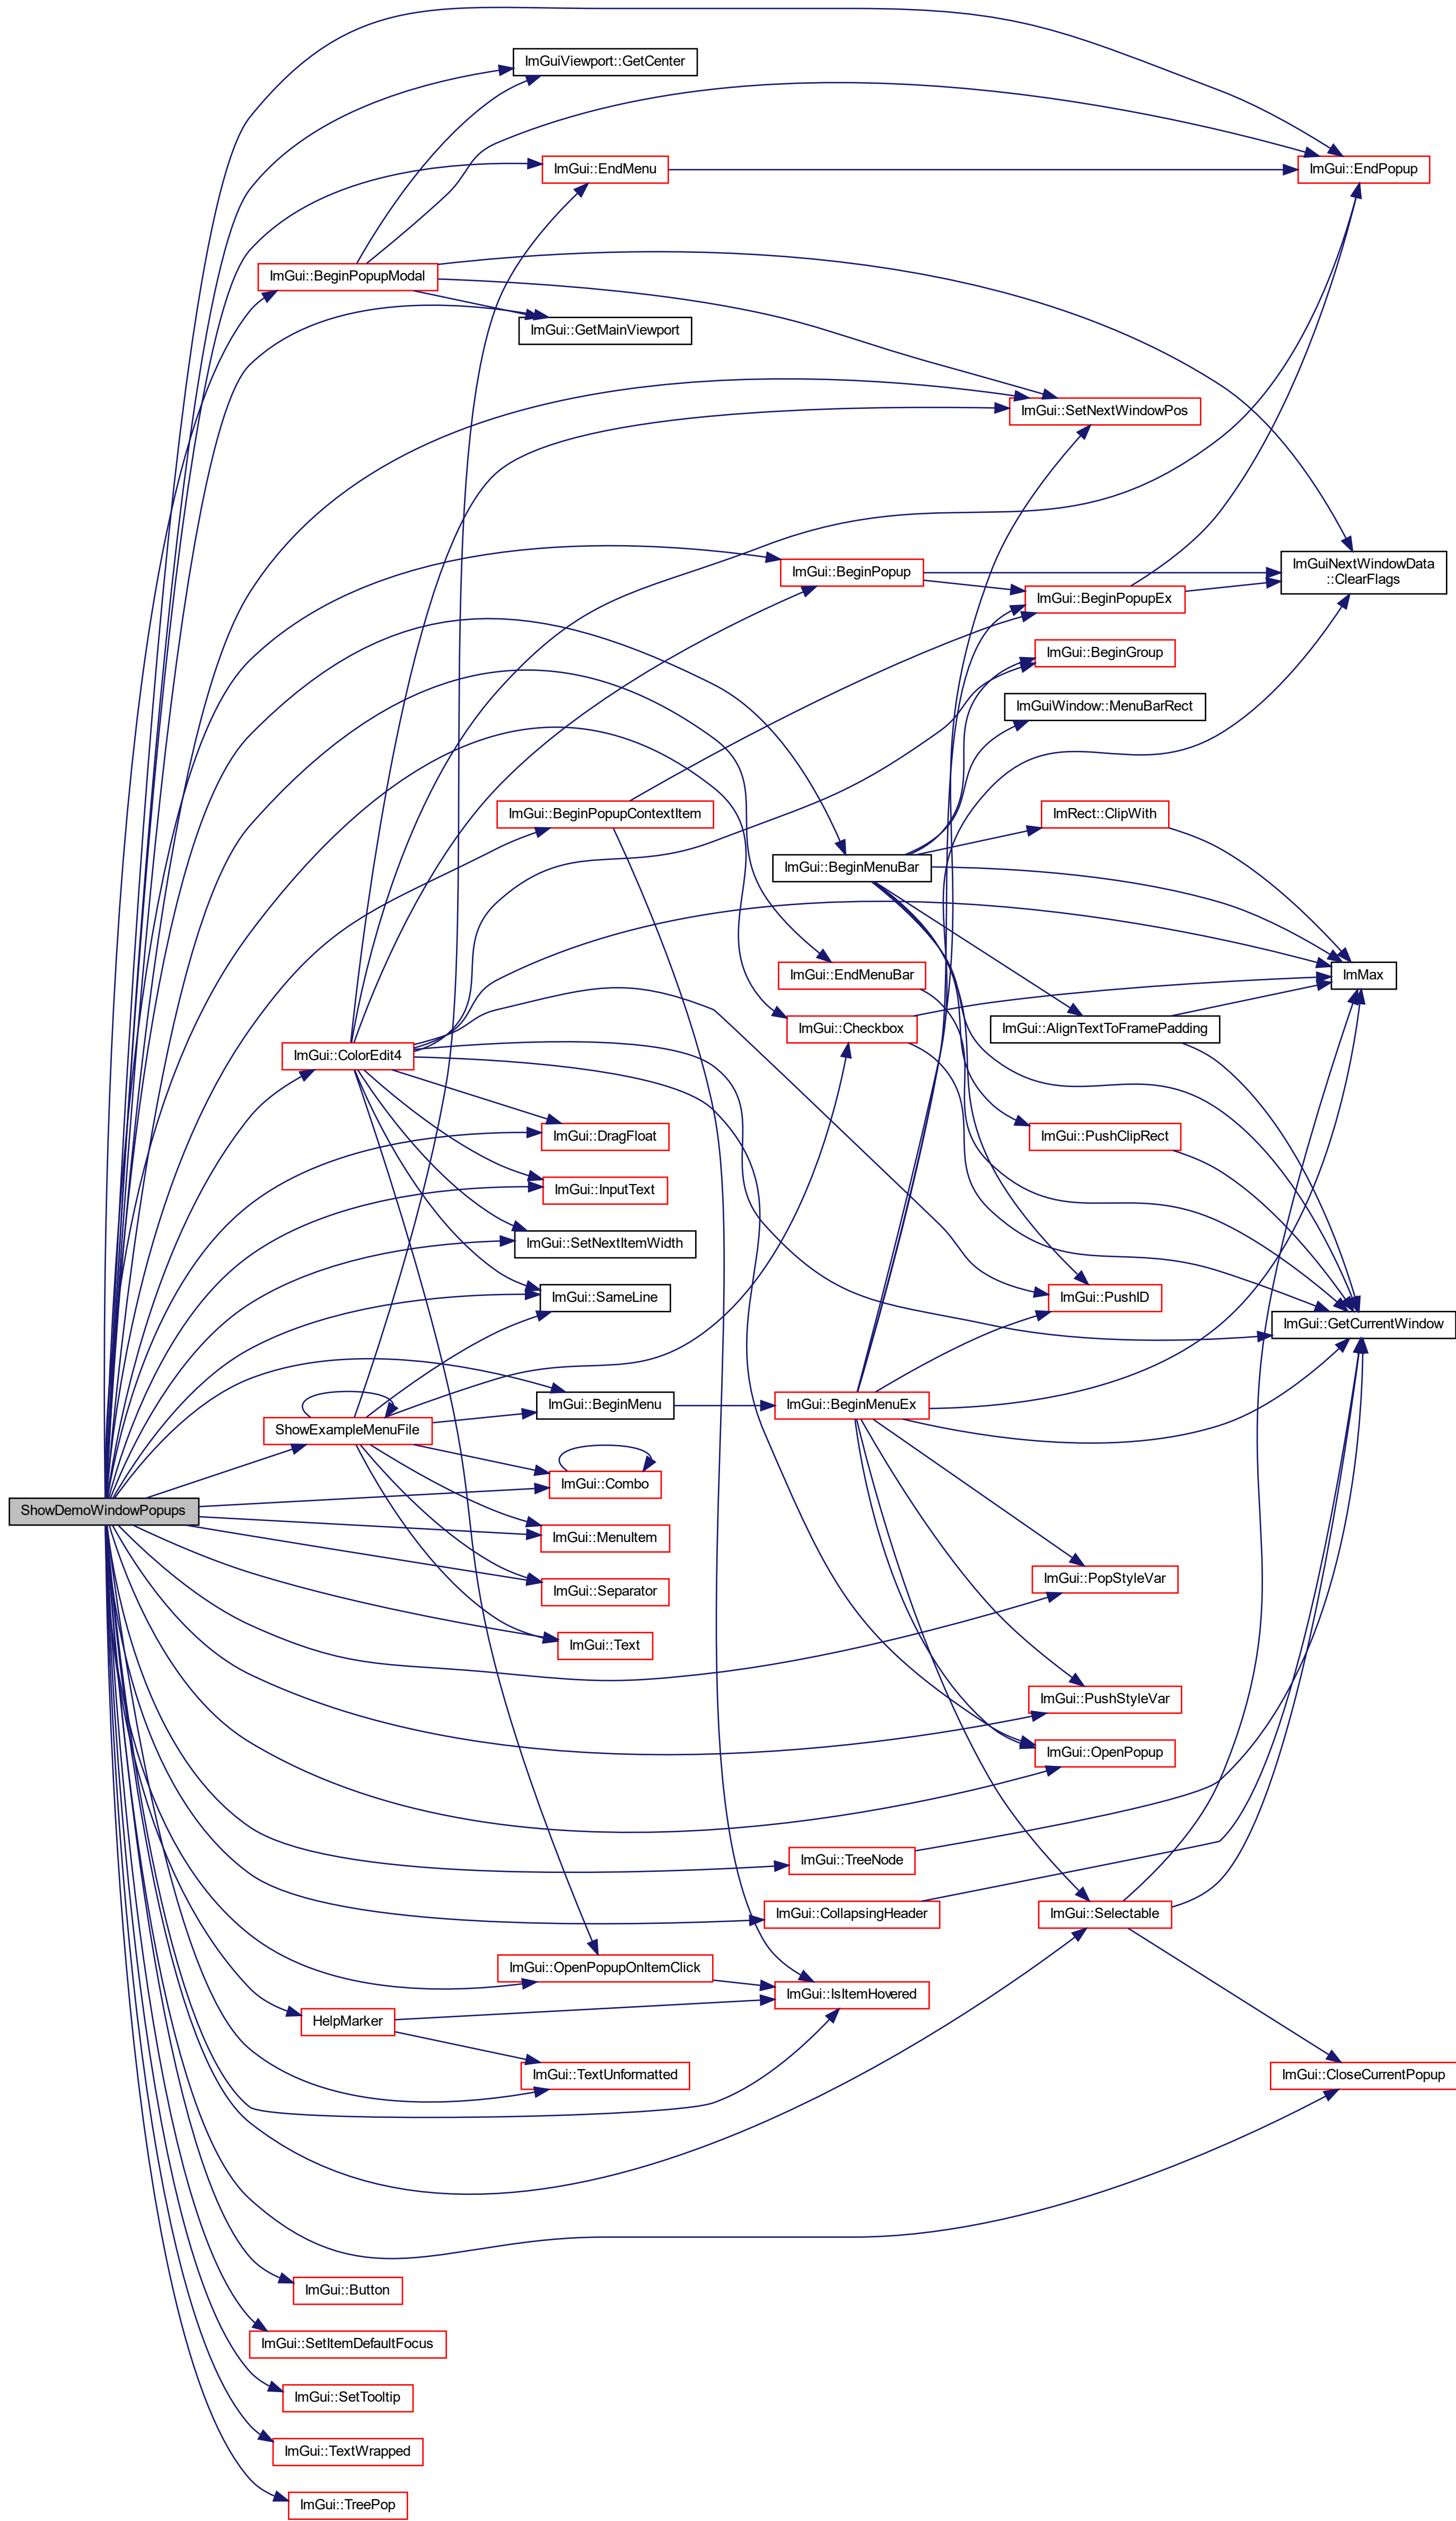 ImGuiViewport::GetCenter
ImGui::EndMenu
ImGui::EndPopup
ImGui::BeginPopupModal
ImGui::GetMainViewport
ImGui::SetNextWindowPos
ImGuiNextWindowData
::ClearFlags
ImGui::BeginPopup
ImGui::BeginPopupEx
ImGui::BeginGroup
ImGuiWindow::MenuBarRect
ImGui::BeginPopupContextItem
ImRect::ClipWith
ImGui::BeginMenuBar
ImGui::EndMenuBar
ImMax
ImGui::Checkbox
ImGui::AlignTextToFramePadding
ImGui::ColorEdit4
ImGui::DragFloat
ImGui::PushClipRect
ImGui::InputText
ImGui::SetNextItemWidth
ImGui::SameLine
ImGui::PushID
ImGui::GetCurrentWindow
ImGui::BeginMenu
ImGui::BeginMenuEx
ShowExampleMenuFile
ImGui::Combo
ShowDemoWindowPopups
ImGui::MenuItem
ImGui::Separator
ImGui::PopStyleVar
ImGui::Text
ImGui::PushStyleVar
ImGui::OpenPopup
ImGui::TreeNode
ImGui::CollapsingHeader
ImGui::Selectable
ImGui::OpenPopupOnItemClick
ImGui::IsItemHovered
HelpMarker
ImGui::TextUnformatted
ImGui::CloseCurrentPopup
ImGui::Button
ImGui::SetItemDefaultFocus
ImGui::SetTooltip
ImGui::TextWrapped
ImGui::TreePop